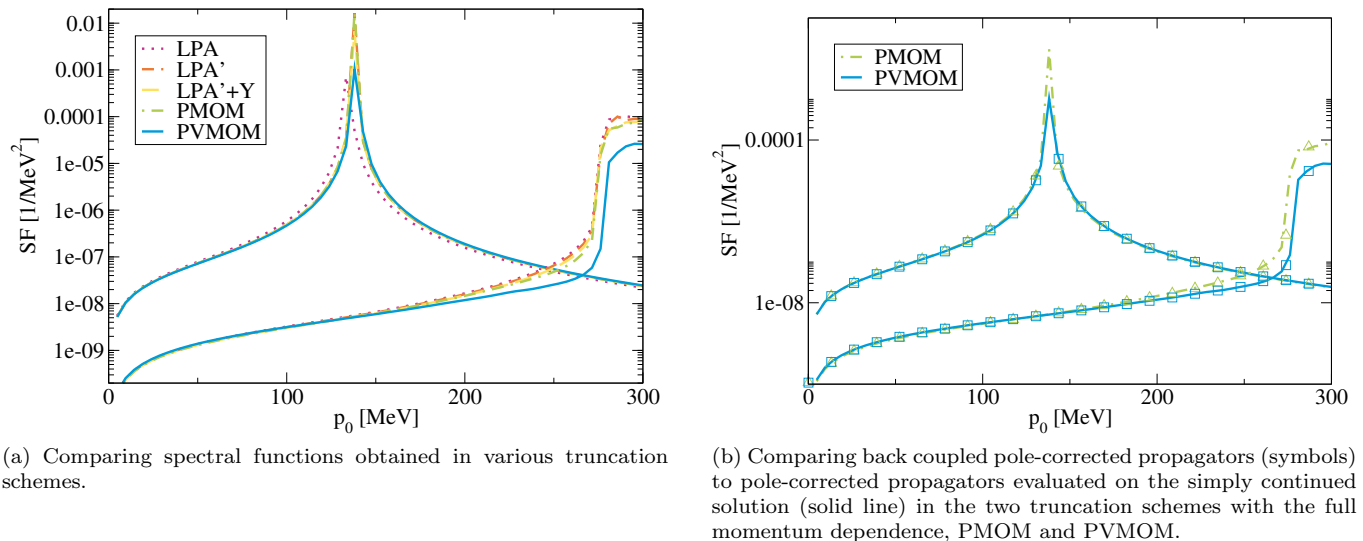 0.01
0.001
0.0001
1e-05
1e-06
1e-07
1e-08
1e-09
SF [1/MeV²]
LPA
LPA'
LPA'+Y
PMOM
PVMOM
0 100 200 300
p₀ [MeV]
(a) Comparing spectral functions obtained in various truncation
schemes.
0.0001
1e-08
SF [1/MeV²]
PMOM
PVMOM
0 100 200 300
p₀ [MeV]
(b) Comparing back coupled pole-corrected propagators (symbols)
to pole-corrected propagators evaluated on the simply continued
solution (solid line) in the two truncation schemes with the full
momentum dependence, PMOM and PVMOM.